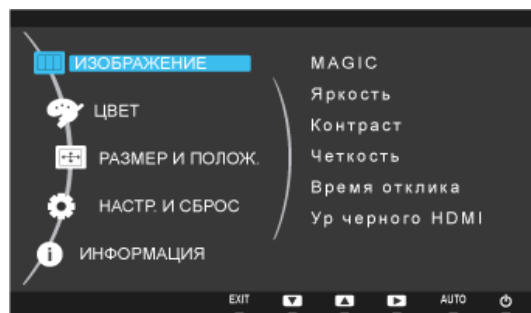 ИЗОБРАЖЕНИЕ
ЦВЕТ
РАЗМЕР И ПОЛОЖ.
НАСТР. И СБРОС
ИНФОРМАЦИЯ
MAGIC
Яркость
Контраст
Четкость
Время отклика
Ур черного HDMI
EXIT AUTO